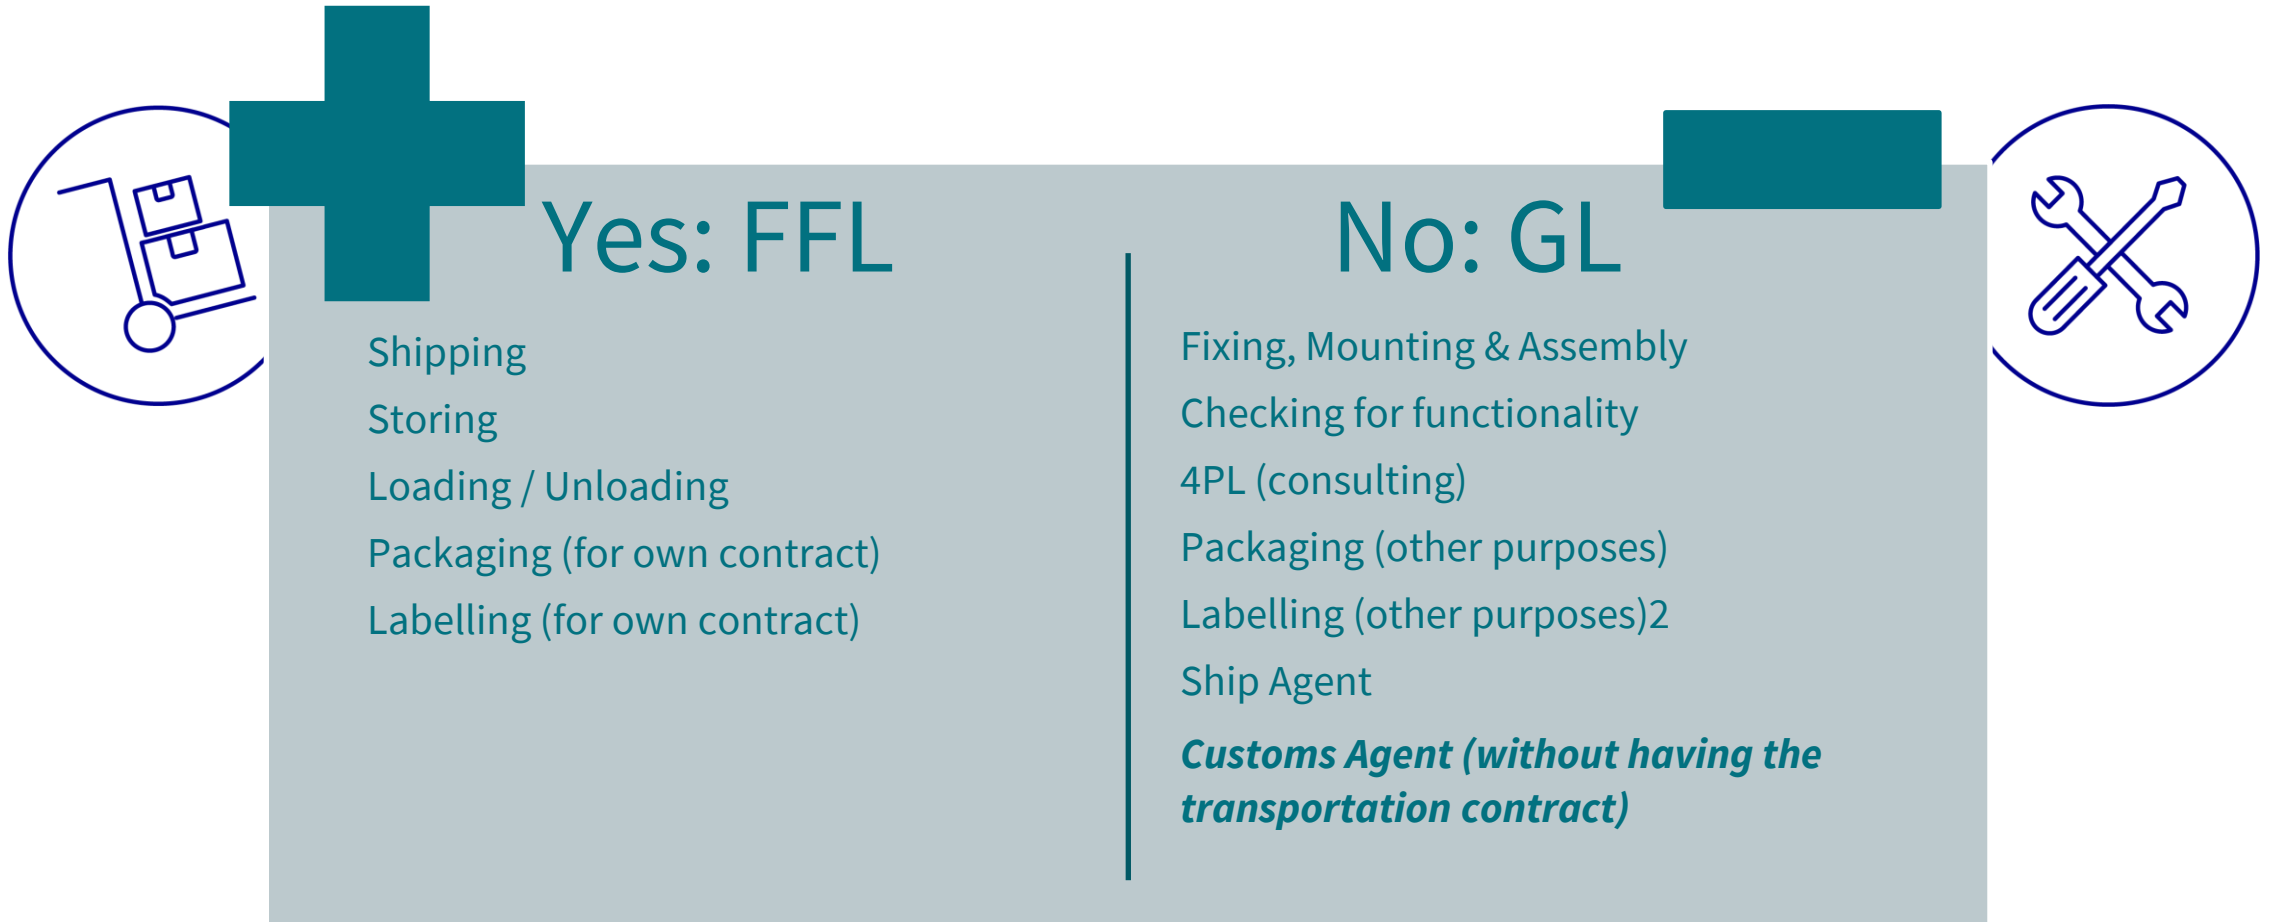 Yes: FFL
Shipping
Storing
Loading / Unloading
Packaging (for own contract)
Labelling (for own contract)
No: GL
Fixing, Mounting & Assembly
Checking for functionality
4PL (consulting)
Packaging (other purposes)
Labelling (other purposes)2
Ship Agent
Customs Agent (without having the
transportation contract)